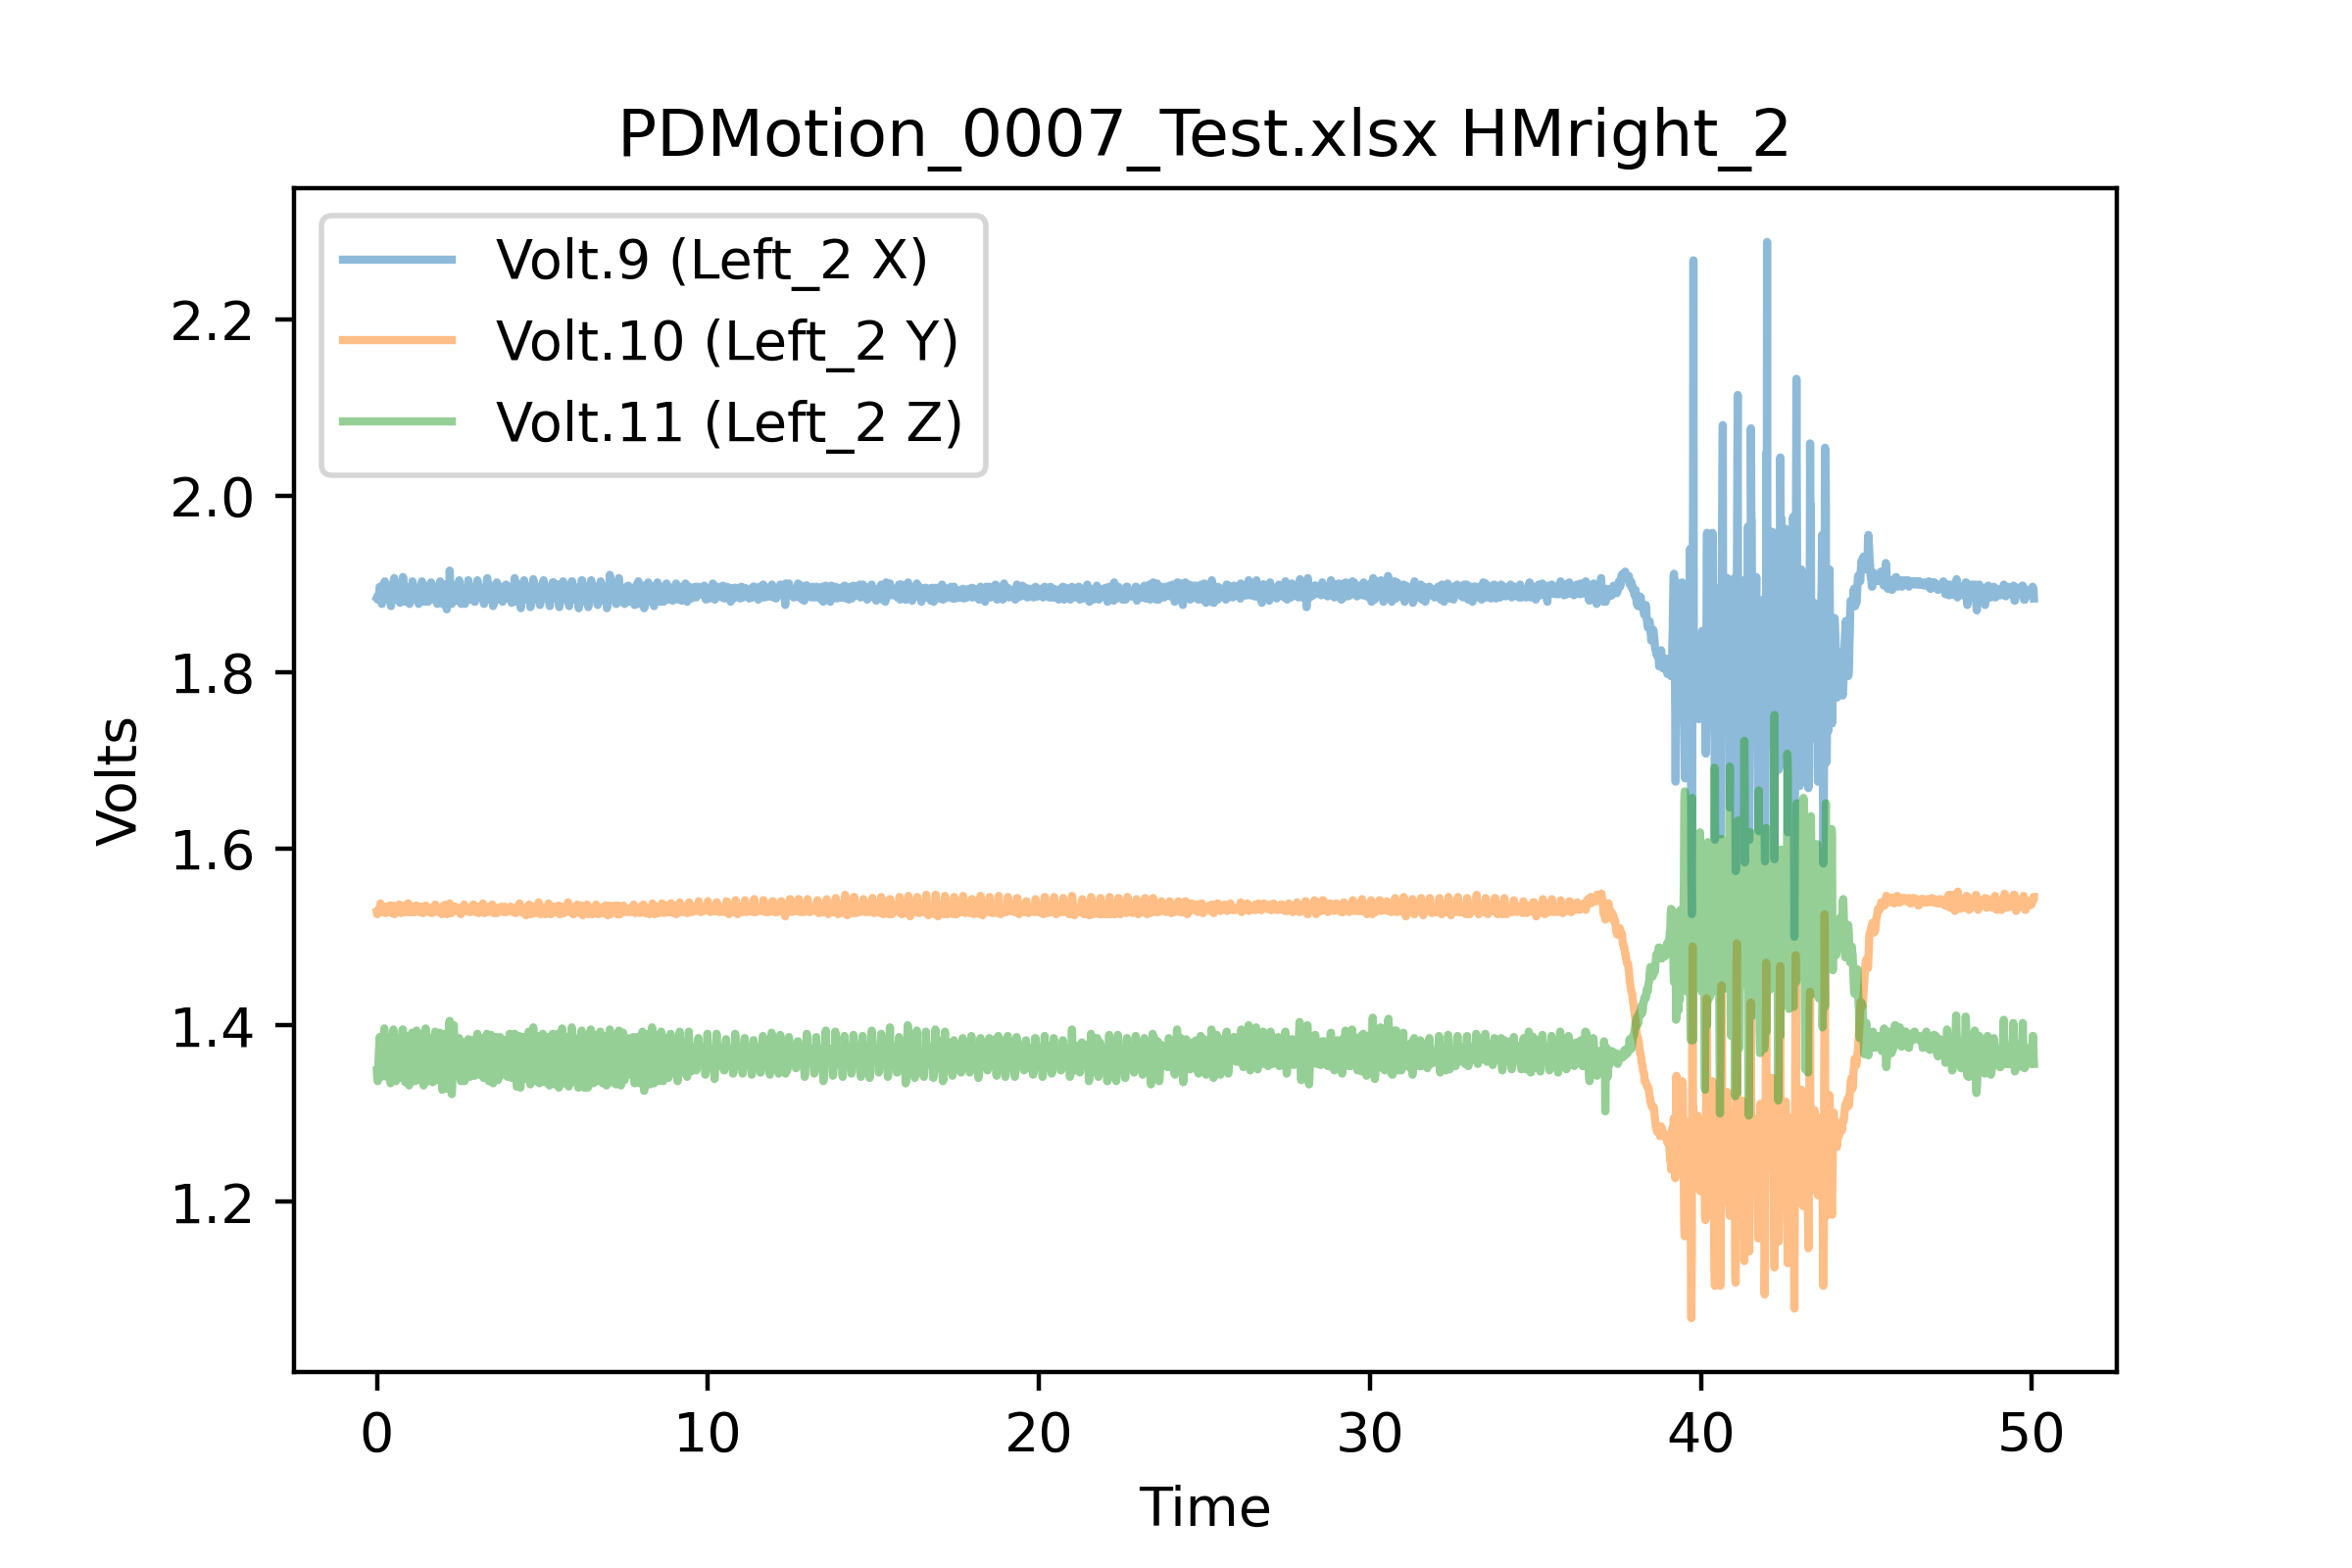 PDMotion_0007_Test.xlsx HMright_2
Volt.9 (Left_2 X)
Volt.10 (Left_2 Y)
Volt.11 (Left_2 Z)
Volts
2.2
2.0
1.8
1.6
1.4
1.2
0 10 20 30 40 50
Time